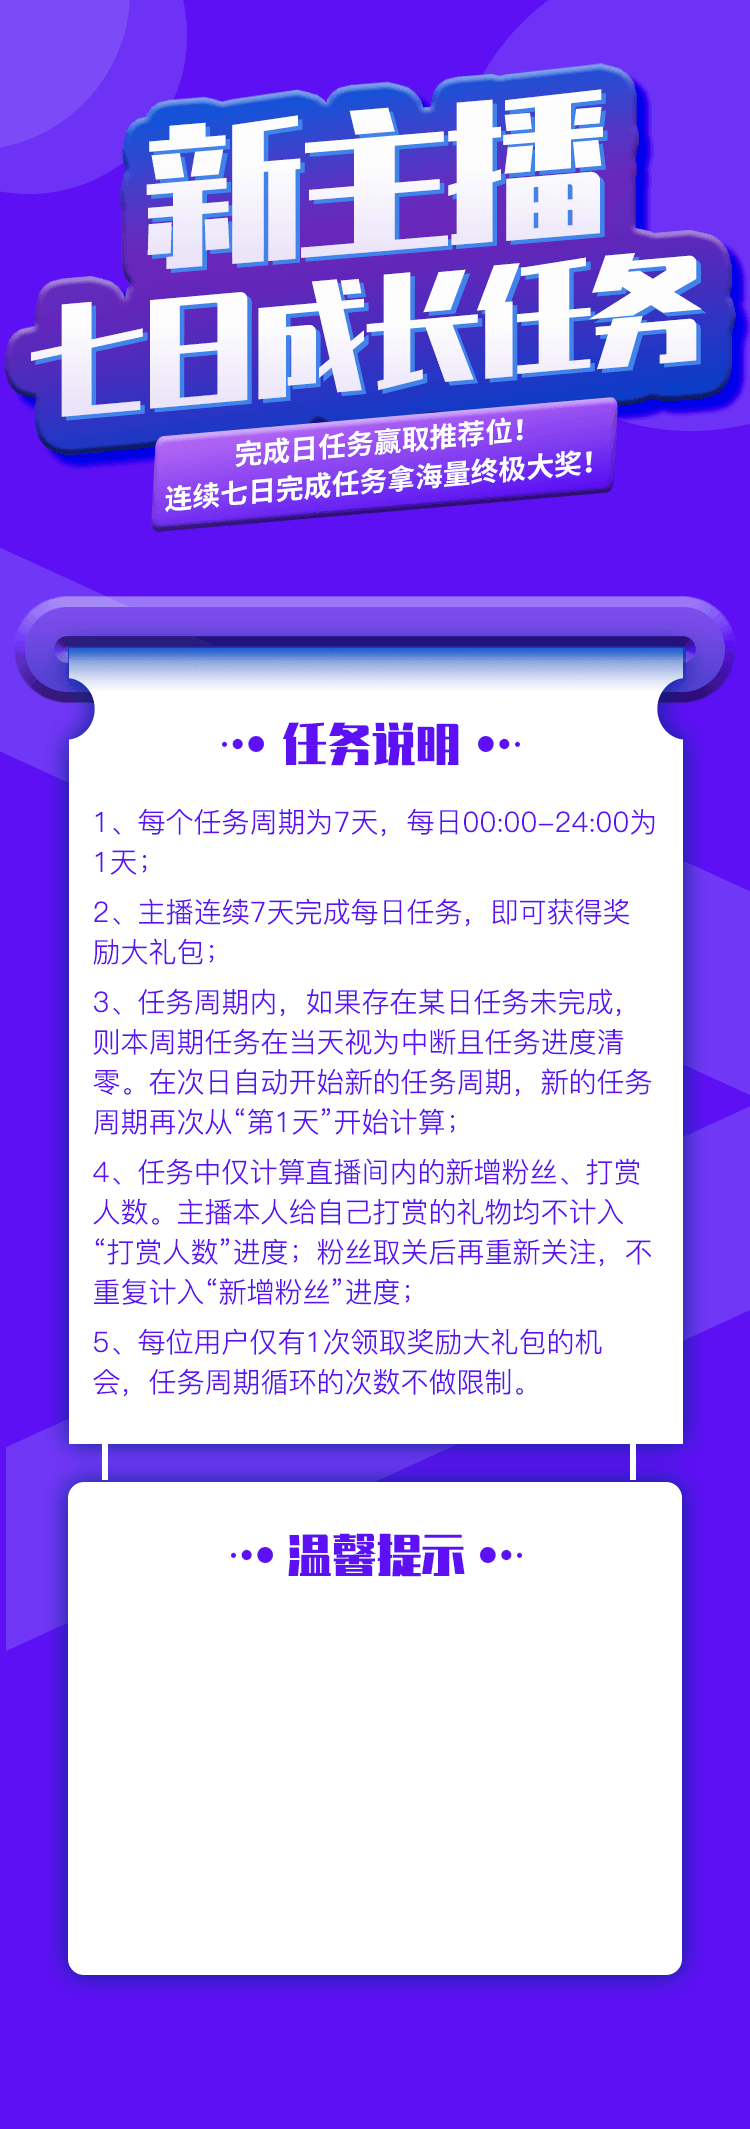 新主播
七日成长任务
完成日任务赢取推荐位！
连续七日完成任务拿海量终极大奖！
任务说明
1、每个任务周期为7天，每日00:00-24:00为
1天；
2、主播连续7天完成每日任务，即可获得奖
励大礼包；
3、任务周期内，如果存在某日任务未完成，
则本周期任务在当天视为中断且任务进度清
零。在次日自动开始新的任务周期，新的任务
周期再次从“第1天”开始计算；
4、任务中仅计算直播间内的新增粉丝、打赏
人数。主播本人给自己打赏的礼物均不计入
“打赏人数”进度；粉丝取关后再重新关注，不
重复计入“新增粉丝”进度；
5、每位用户仅有1次领取奖励大礼包的机
会，任务周期循环的次数不做限制。
温馨提示